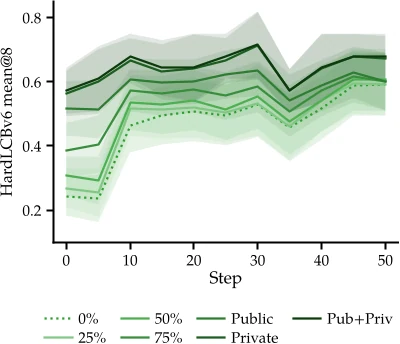 0.8
0.6
0.4
0.2
HardLCBv6 mean@8
0 10 20 30 40 50
Step
0% 50% Public Pub+Priv
25% 75% Private